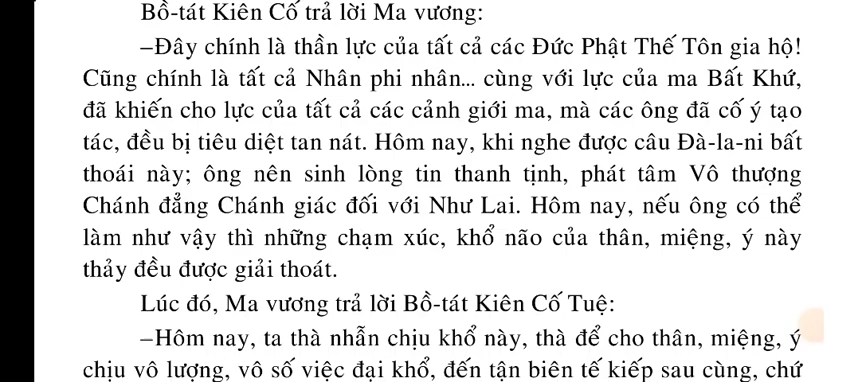 Bồ-tát Kiên Cố trả lời Ma vương:
–Đây chính là thần lực của tất cả các Đức Phật Thế Tôn gia hộ!
Cũng chính là tất cả Nhân phi nhân... cùng với lực của ma Bất Khứ,
đã khiến cho lực của tất cả các cảnh giới ma, mà các ông đã cố ý tạo
tác, đều bị tiêu diệt tan nát. Hôm nay, khi nghe được câu Đà-la-ni bất
thoái này; ông nên sinh lòng tin thanh tịnh, phát tâm Vô thượng
Chánh đẳng Chánh giác đối với Như Lai. Hôm nay, nếu ông có thể
làm như vậy thì những chạm xúc, khổ não của thân, miệng, ý này
thảy đều được giải thoát.
Lúc đó, Ma vương trả lời Bồ-tát Kiên Cố Tuệ:
–Hôm nay, ta thà nhẫn chịu khổ này, thà để cho thân, miệng, ý
chịu vô lượng, vô số việc đại khổ, đến tận biên tế kiếp sau cùng, chứ